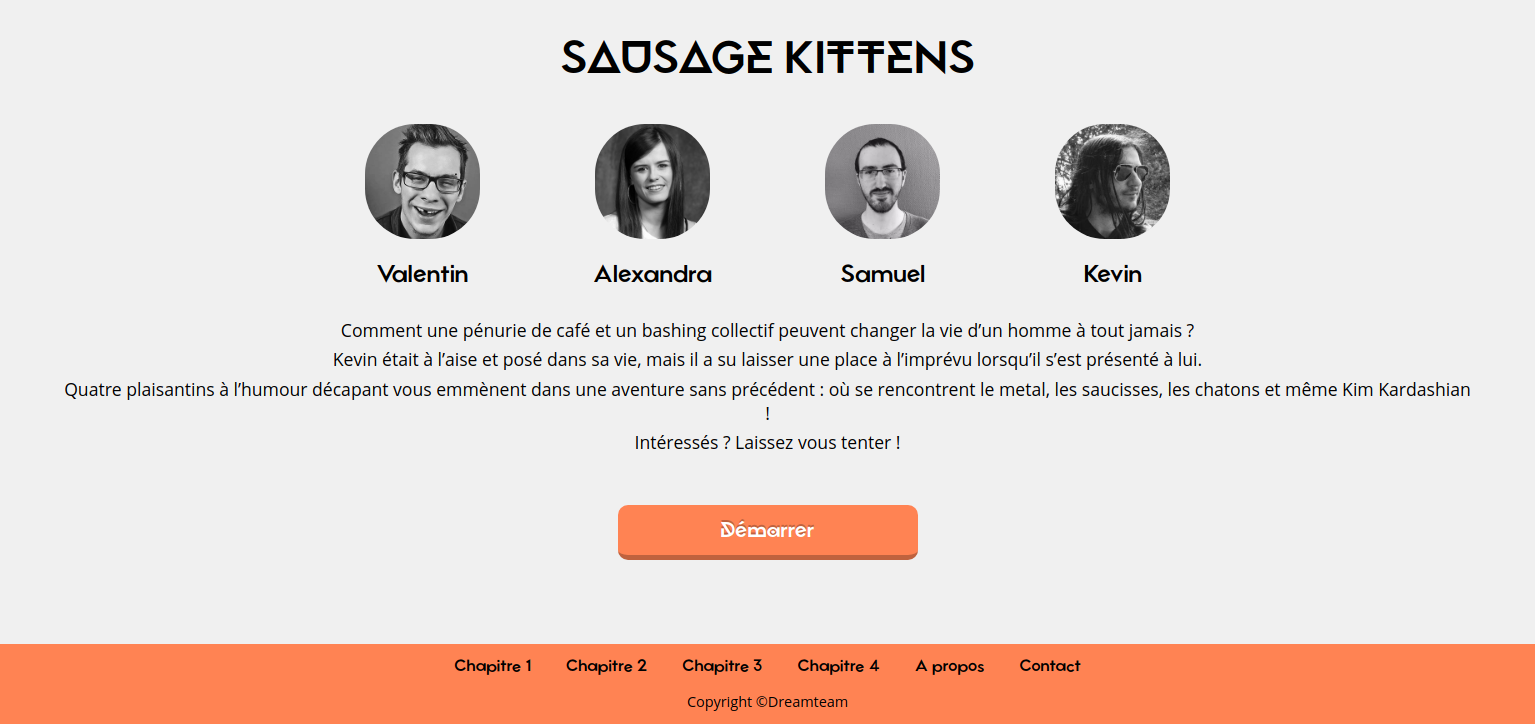 SAUSAGE KITTENS
Valentin Alexandra Samuel Kevin
Comment une pénurie de café et un bashing collectif peuvent changer la vie d’un homme à tout jamais ?
Kevin était à l’aise et posé dans sa vie, mais il a su laisser une place à l’imprévu lorsqu’il s’est présenté à lui.
Quatre plaisantins à l’humour décapant vous emmènent dans une aventure sans précédent : où se rencontrent le metal, les saucisses, les chatons et même Kim Kardashian
!
Intéressés ? Laissez vous tenter !
Démarrer
Chapitre 1 Chapitre 2 Chapitre 3 Chapitre 4 A propos Contact
Copyright ©Dreamteam